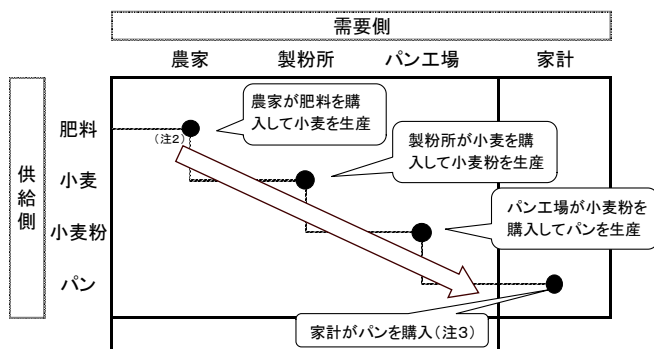 需要側
農家 製粉所 パン工場 家計
供給側
肥料
(注2)
農家が肥料を購
入して小麦を生産
小麦
製粉所が小麦を購
入して小麦粉を生産
小麦粉
パン工場が小麦粉を
購入してパンを生産
パン
家計がパンを購入(注3)